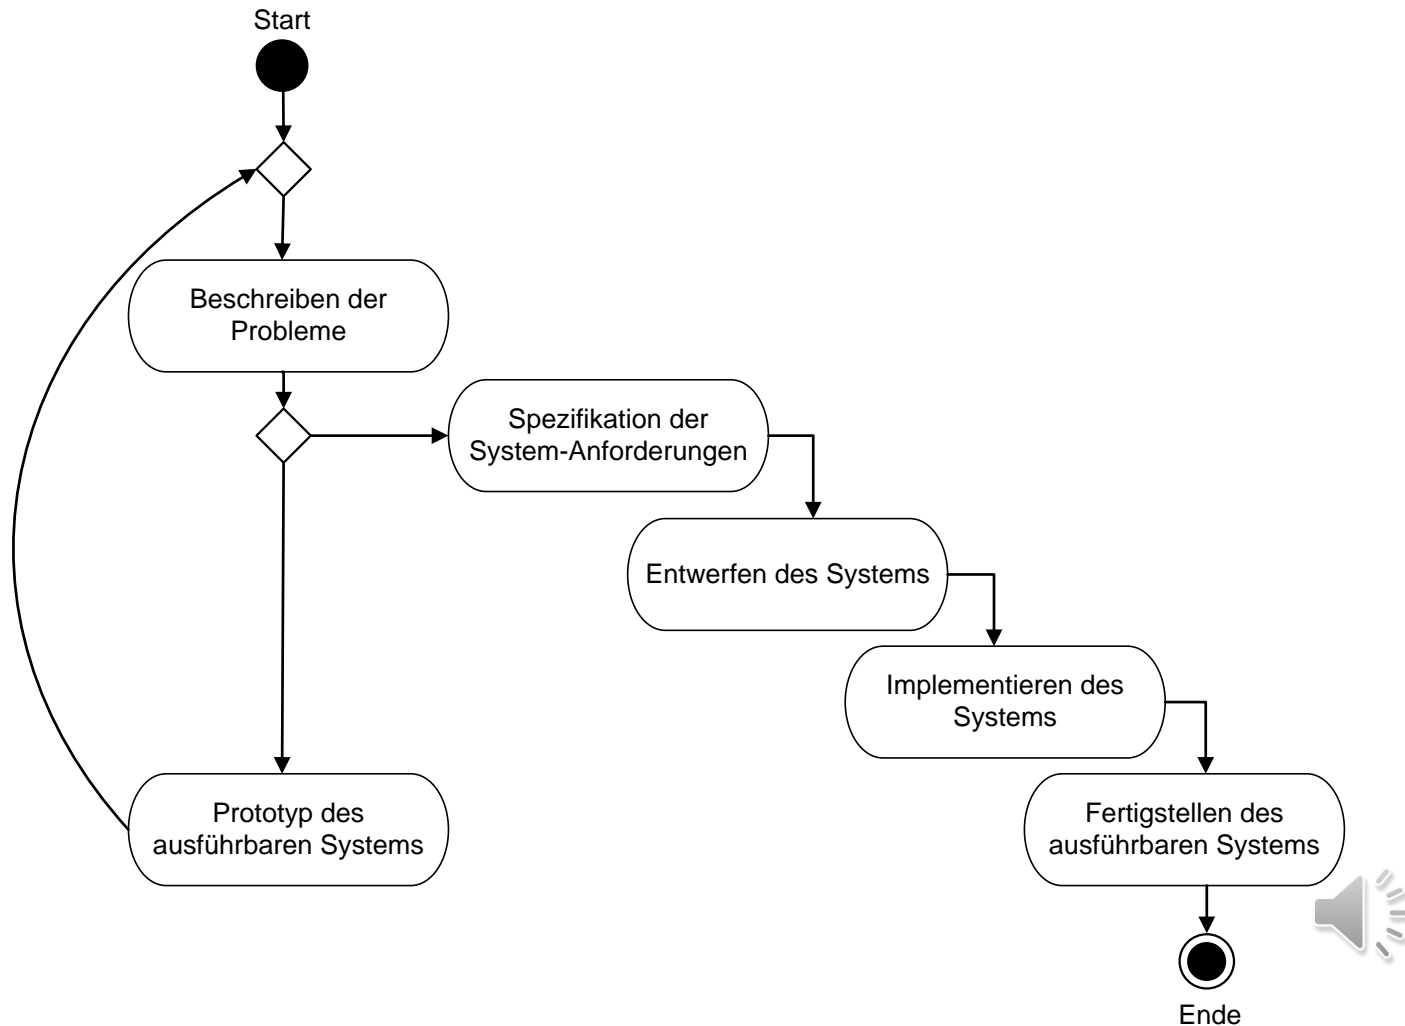 Start
Beschreiben der
Probleme
Spezifikation der
System-Anforderungen
Entwerfen des Systems
Implementieren des
Systems
Prototyp des
ausführbaren Systems
Fertigstellen des
ausführbaren Systems
Ende